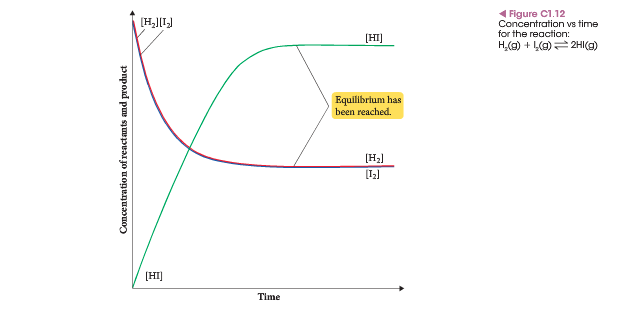 [H₂][I₂]
[HI]
Equilibrium has
been reached.
[H₂]
[I₂]
[HI]
Concentration of reactants and product
Time
◀ Figure C1.12
Concentration vs time
for the reaction:
H₂(g) + I₂(g) ⇌ 2HI(g)